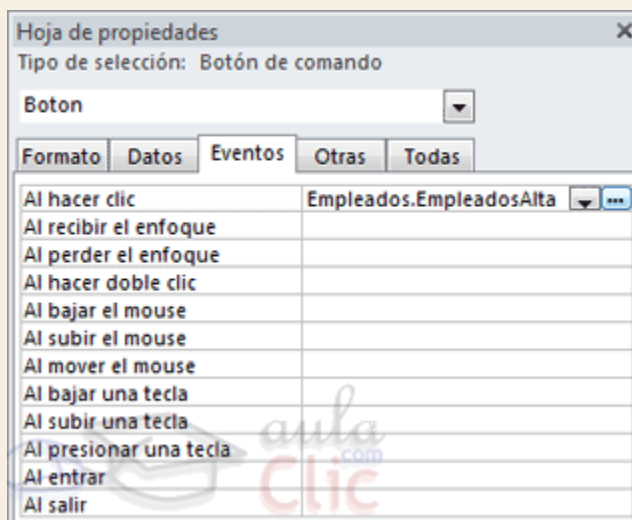 Hoja de propiedades
Tipo de selección: Botón de comando
Boton
Formato Datos Eventos Otras Todas
Al hacer clic Empleados.EmpleadosAlta ...
Al recibir el enfoque
Al perder el enfoque
Al hacer doble clic
Al bajar el mouse
Al subir el mouse
Al mover el mouse
Al bajar una tecla
Al subir una tecla
Al presionar una tecla
Al entrar
Al salir
aula
.com
Clic